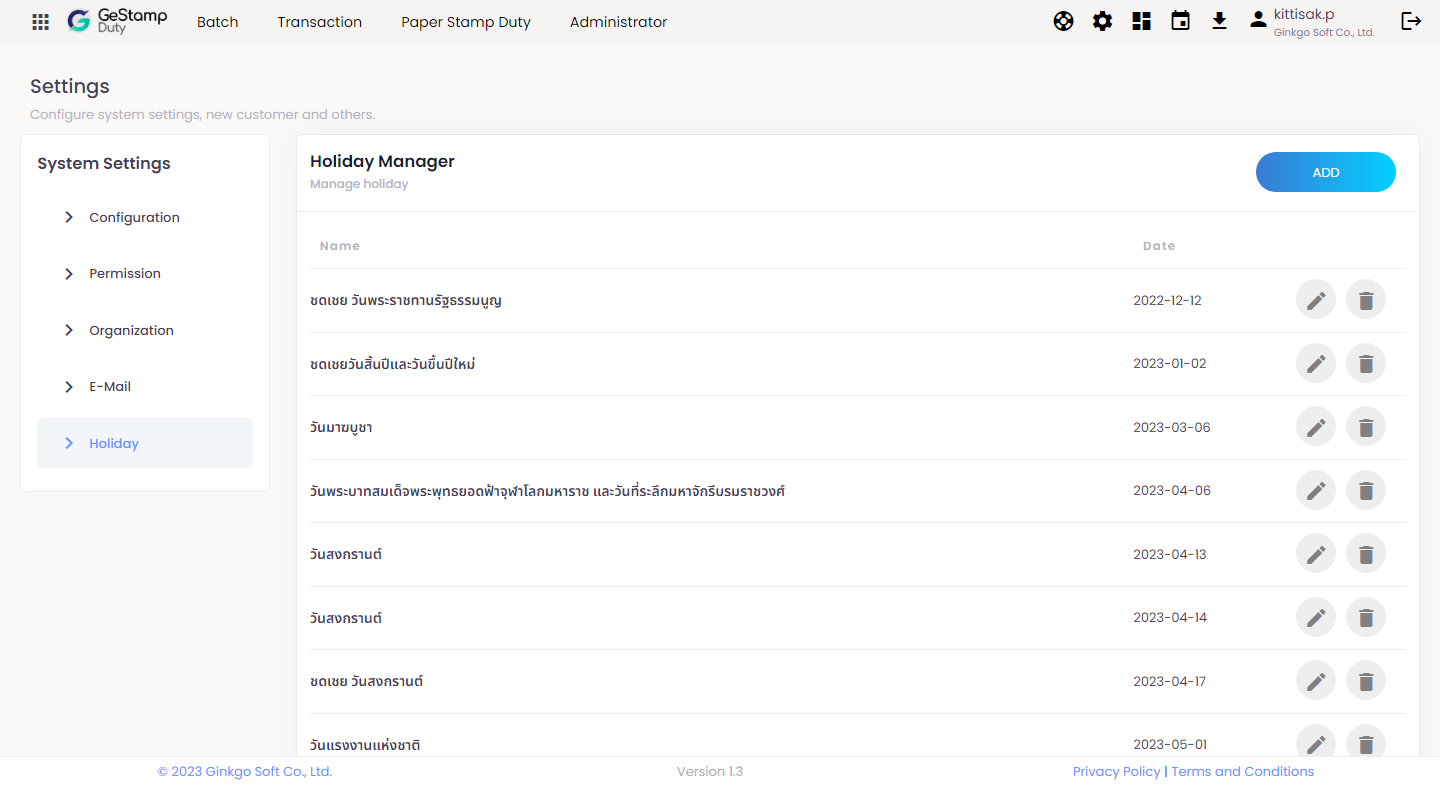 GeStamp
Duty
Batch
Transaction
Paper Stamp Duty
Administrator
kittisak.p
Ginkgo Soft Co., Ltd.
Settings
Configure system settings, new customer and others.
System Settings
Configuration
Permission
Organization
E-Mail
Holiday
Holiday Manager
Manage holiday
ADD
Name Date
ชดเชย วันพระราชทานรัฐธรรมนูญ 2022-12-12
ชดเชยวันสิ้นปีและวันขึ้นปีใหม่ 2023-01-02
วันมาฆบูชา 2023-03-06
วันพระบาทสมเด็จพระพุทธยอดฟ้าจุฬาโลกมหาราช และวันที่ระลึกมหาจักรีบรมราชวงศ์ 2023-04-06
วันสงกรานต์ 2023-04-13
วันสงกรานต์ 2023-04-14
ชดเชย วันสงกรานต์ 2023-04-17
วันแรงงานแห่งชาติ 2023-05-01
© 2023 Ginkgo Soft Co., Ltd.
Version 1.3
Privacy Policy | Terms and Conditions